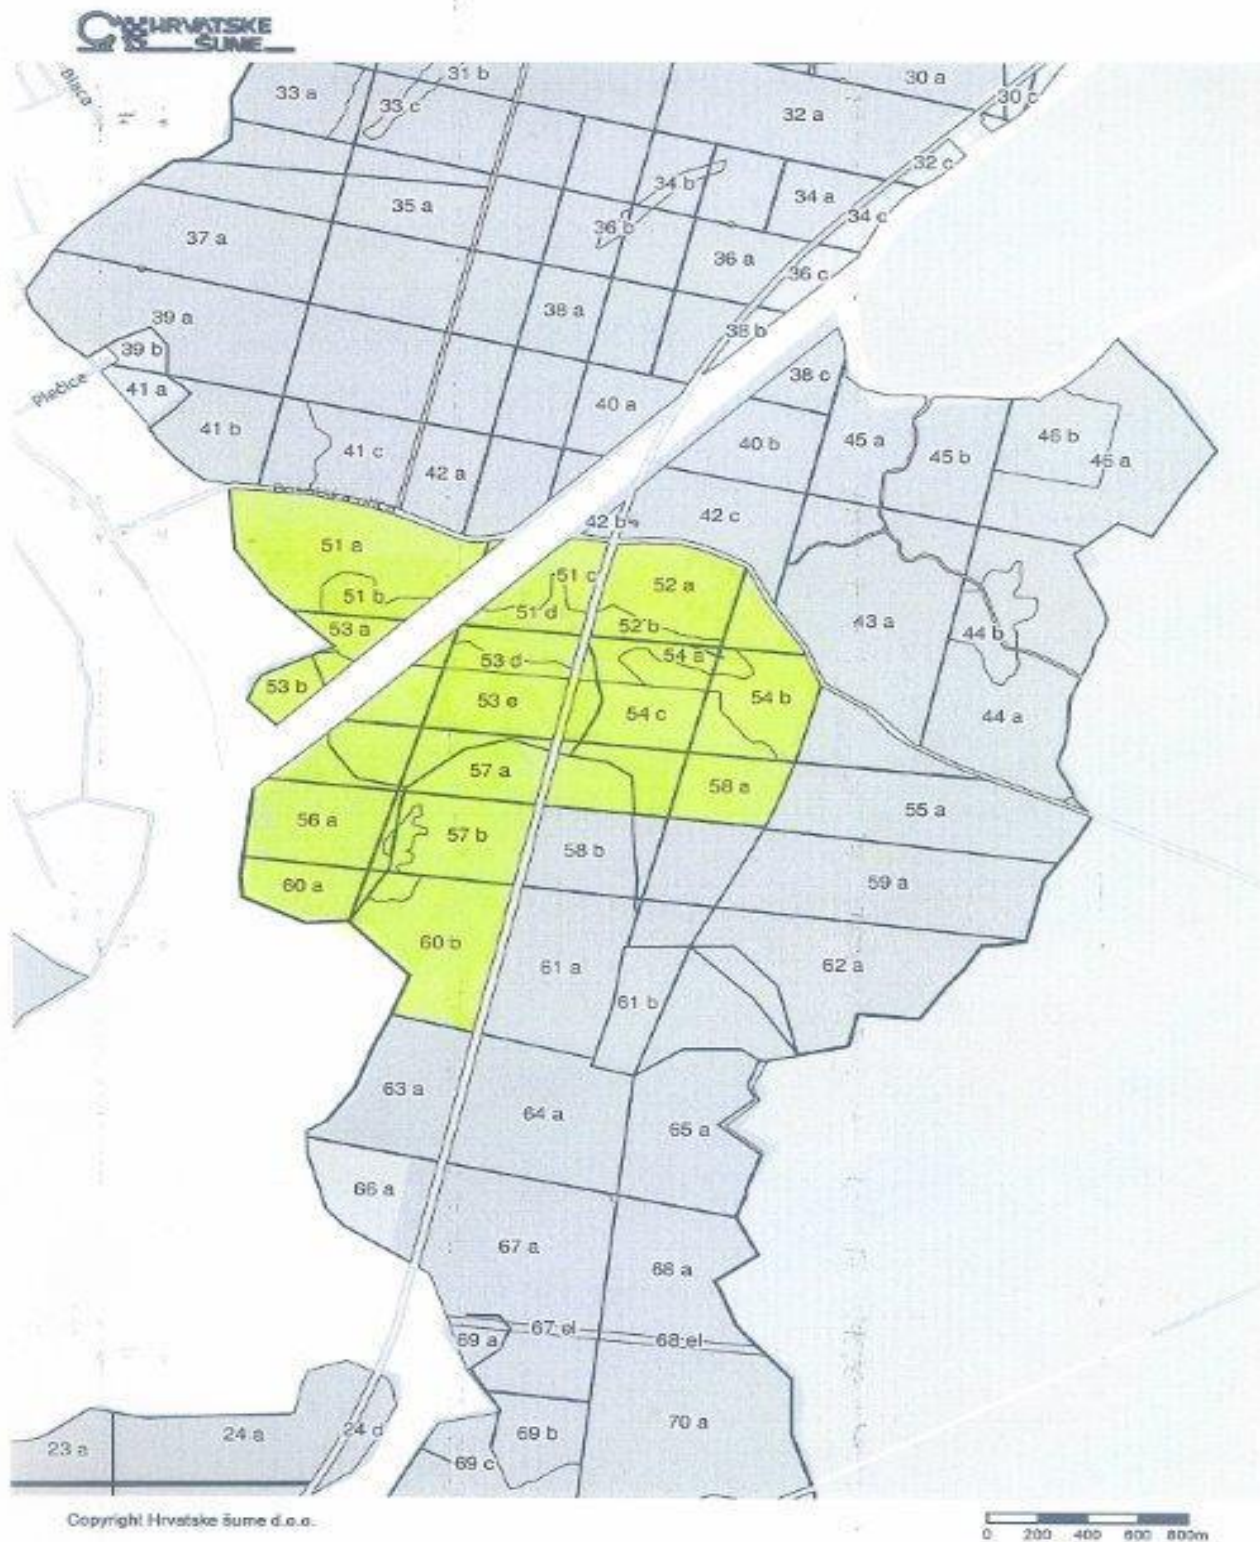 HRVATSKE
ŠUME
31 b
30 a
33 a
33 c
30 c
32 a
32 c
34 b
34 a
35 a
34 c
36 b
37 a
36 a
36 c
38 a
39 a
38 b
39 b
38 c
41 a
40 a
Plečice
41 b
40 b
45 a
46 b
41 c
45 b
46 a
42 a
42 c
42 b
51 a
51 c
52 a
51 b
51 d
52 b
43 a
53 a
44 b
53 d
54 a
53 b
53 e
54 b
54 c
44 a
57 a
58 a
55 a
56 a
57 b
58 b
60 a
59 a
60 b
61 a
62 a
61 b
63 a
64 a
65 a
66 a
67 a
68 a
67 el
69 a
68 el
70 a
24 a
24 d
69 b
23 a
69 c
Copyright Hrvatske šume d.o.o.
0 200 400 600 800m